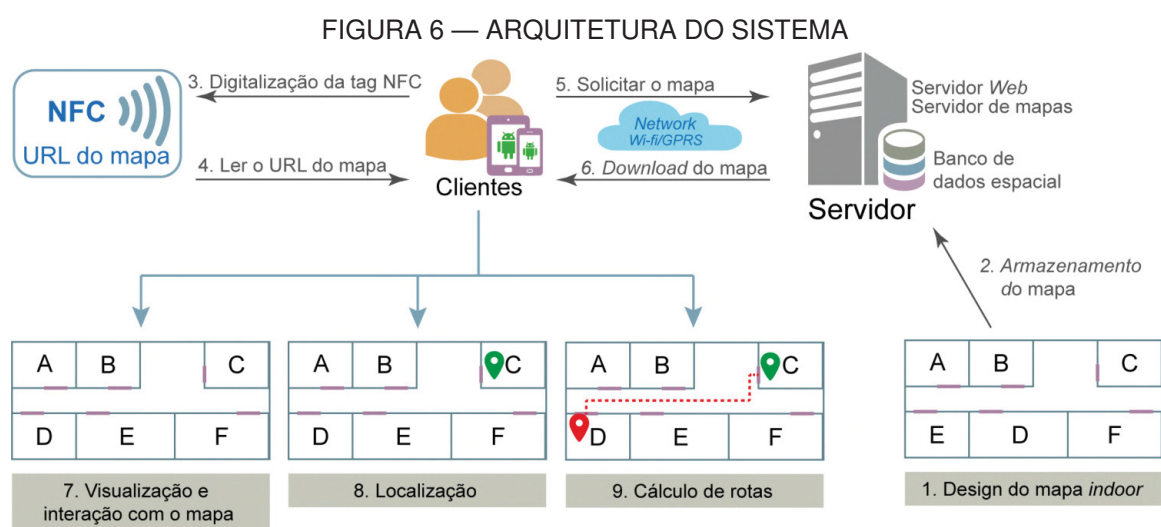 FIGURA 6 — ARQUITETURA DO SISTEMA
NFC
URL do mapa
3. Digitalização da tag NFC
4. Ler o URL do mapa
Clientes
5. Solicitar o mapa
Network
Wi-fi/GPRS
6. Download do mapa
Servidor Web
Servidor de mapas
Banco de
dados espacial
Servidor
2. Armazenamento
do mapa
A B C
D E F
7. Visualização e
interação com o mapa
A B C
D E F
8. Localização
A B C
D E F
9. Cálculo de rotas
A B C
E D F
1. Design do mapa indoor